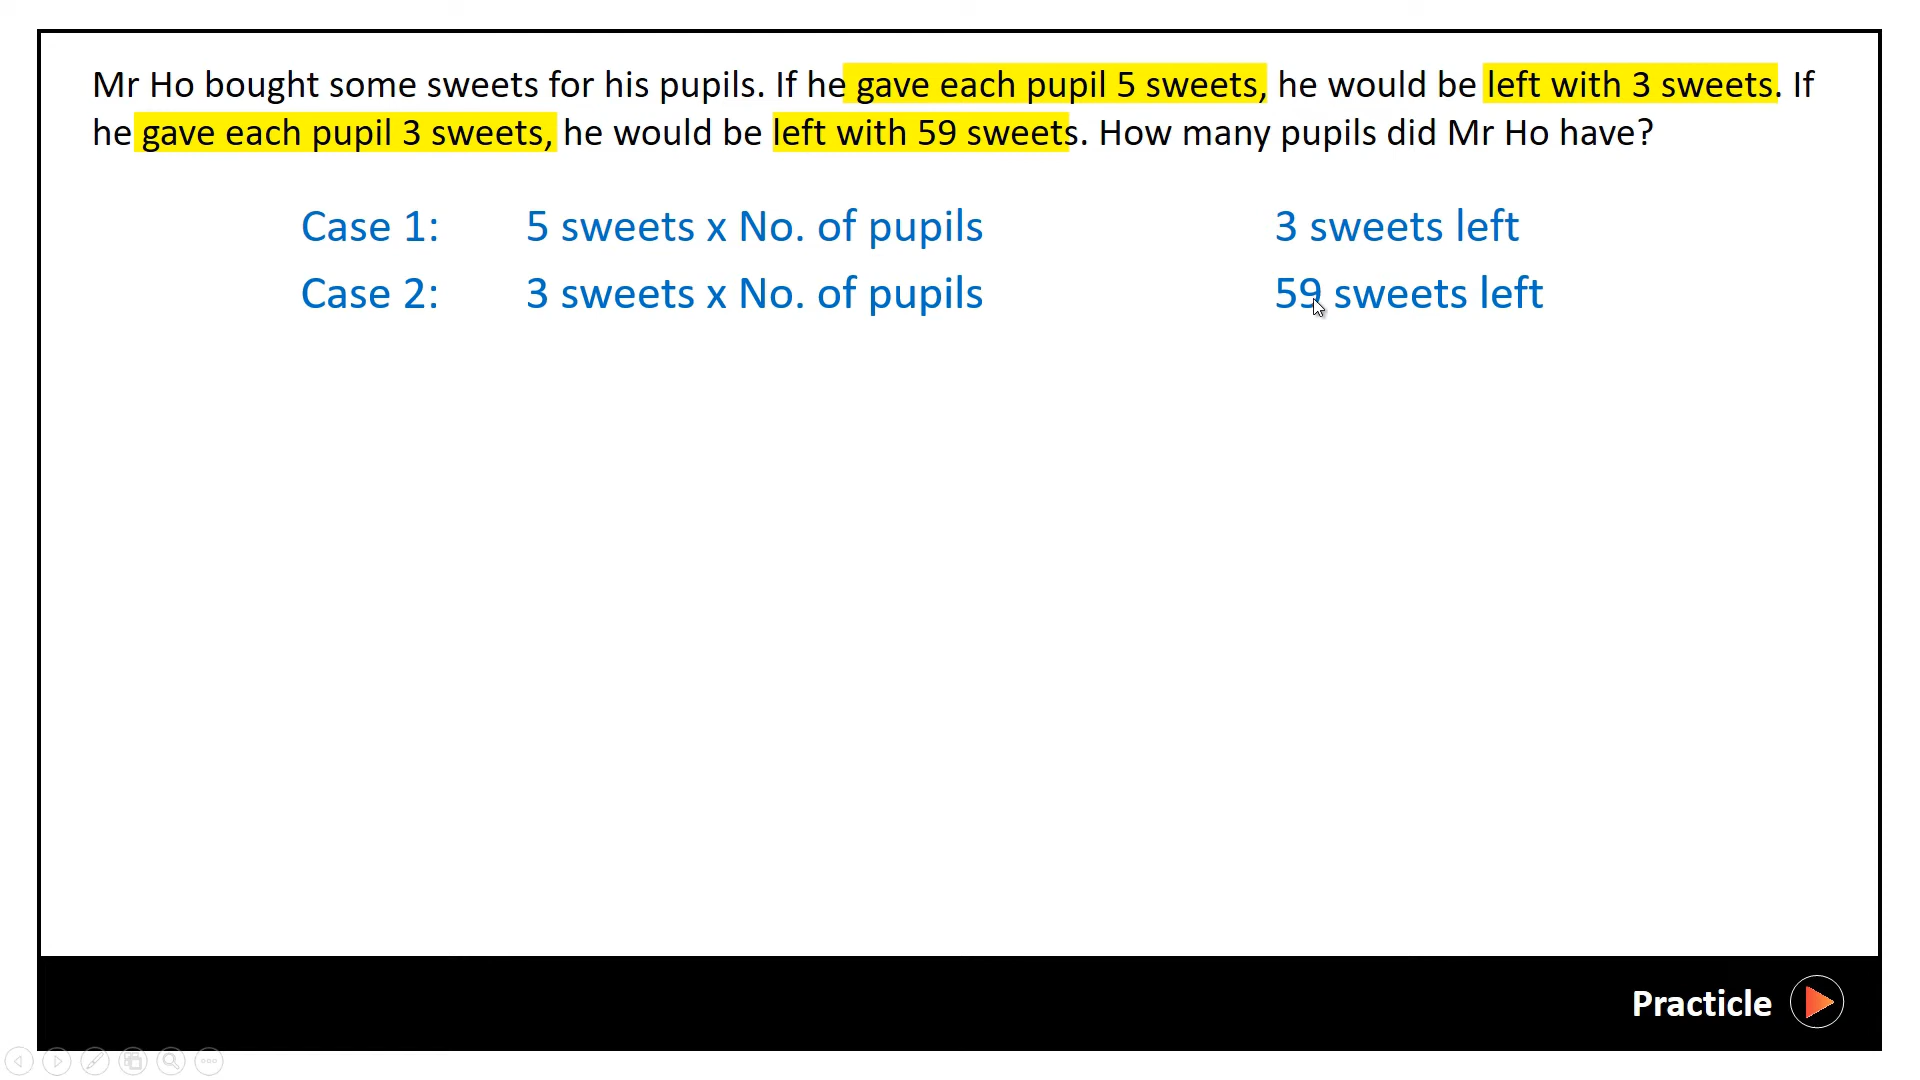 Mr Ho bought some sweets for his pupils. If he gave each pupil 5 sweets, he would be left with 3 sweets. If
he gave each pupil 3 sweets, he would be left with 59 sweets. How many pupils did Mr Ho have?
Case 1: 5 sweets x No. of pupils 3 sweets left
Case 2: 3 sweets x No. of pupils 59 sweets left
Practicle